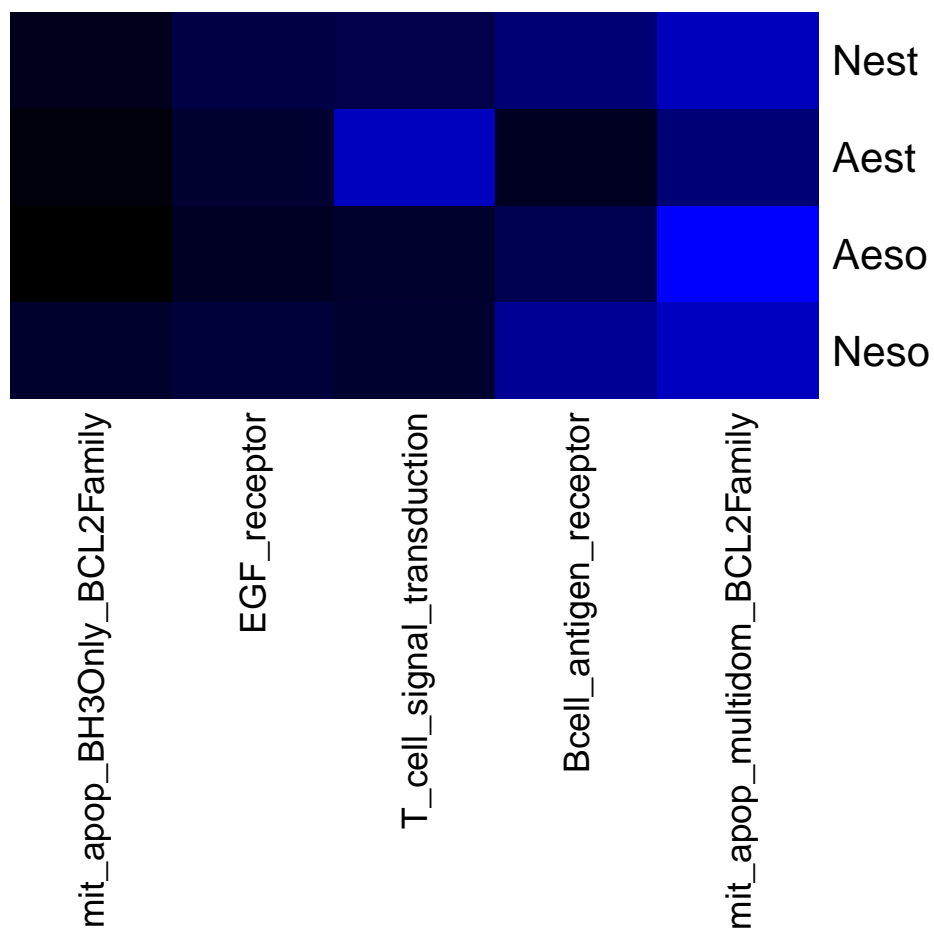 Nest
Aest
Aeso
Neso
mit_apop_BH3Only_BCL2Family
EGF_receptor
T_cell_signal_transduction
Bcell_antigen_receptor
mit_apop_multidom_BCL2Family